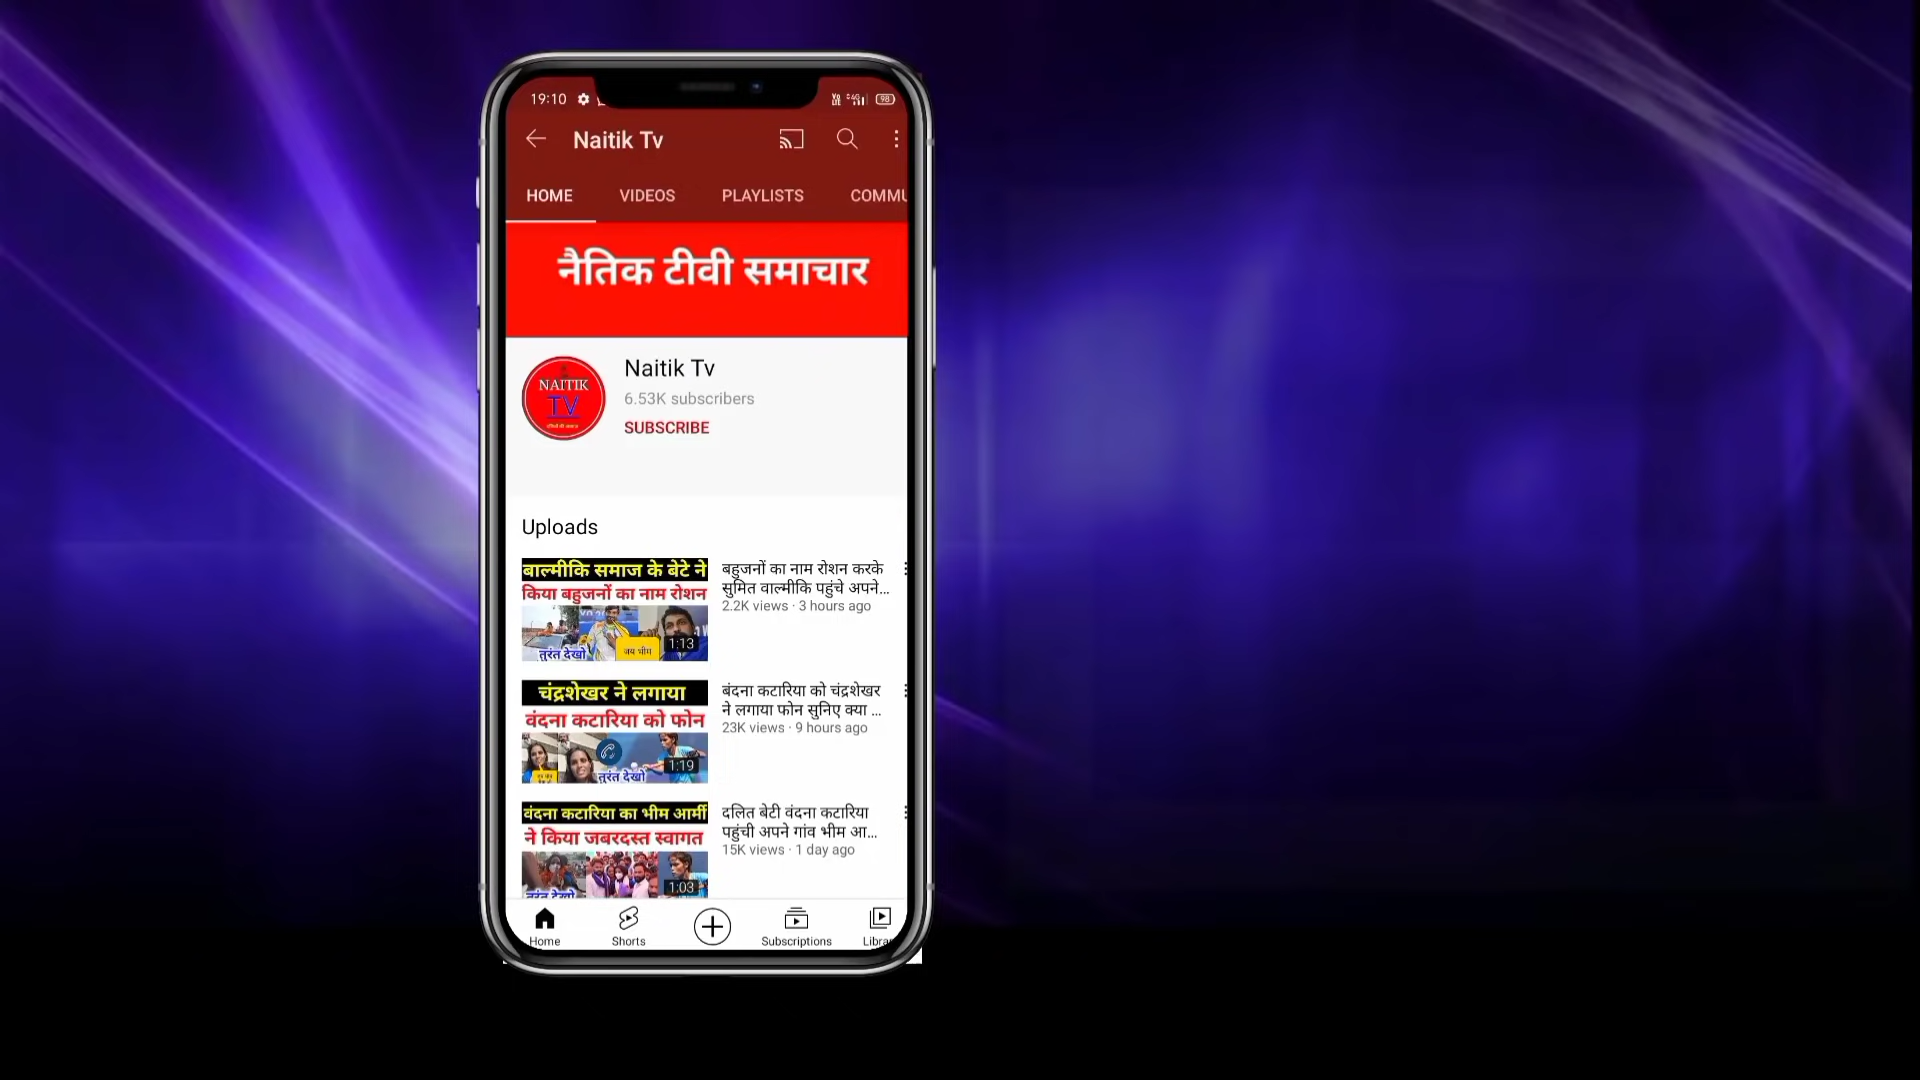 19:10
98
Naitik Tv
HOME VIDEOS PLAYLISTS COMMU
नैतिक टीवी समाचार
NAITIK
TV
Naitik Tv
6.53K subscribers
SUBSCRIBE
Uploads
बाल्मीकि समाज के बेटे ने
किया बहुजनों का नाम रोशन
तुरंत देखो
जय भीम
1:13
बहुजनों का नाम रोशन करके
सुमित वाल्मीकि पहुंचे अपने...
2.2K views · 3 hours ago
चंद्रशेखर ने लगाया
वंदना कटारिया को फोन
तुरंत देखो
1:19
बंदना कटारिया को चंद्रशेखर
ने लगाया फोन सुनिए क्या ...
23K views · 9 hours ago
वंदना कटारिया का भीम आर्मी
ने किया जबरदस्त स्वागत
तुरंत देखो
1:03
दलित बेटी वंदना कटारिया
पहुंची अपने गांव भीम आ...
15K views · 1 day ago
Home Shorts Subscriptions Librar